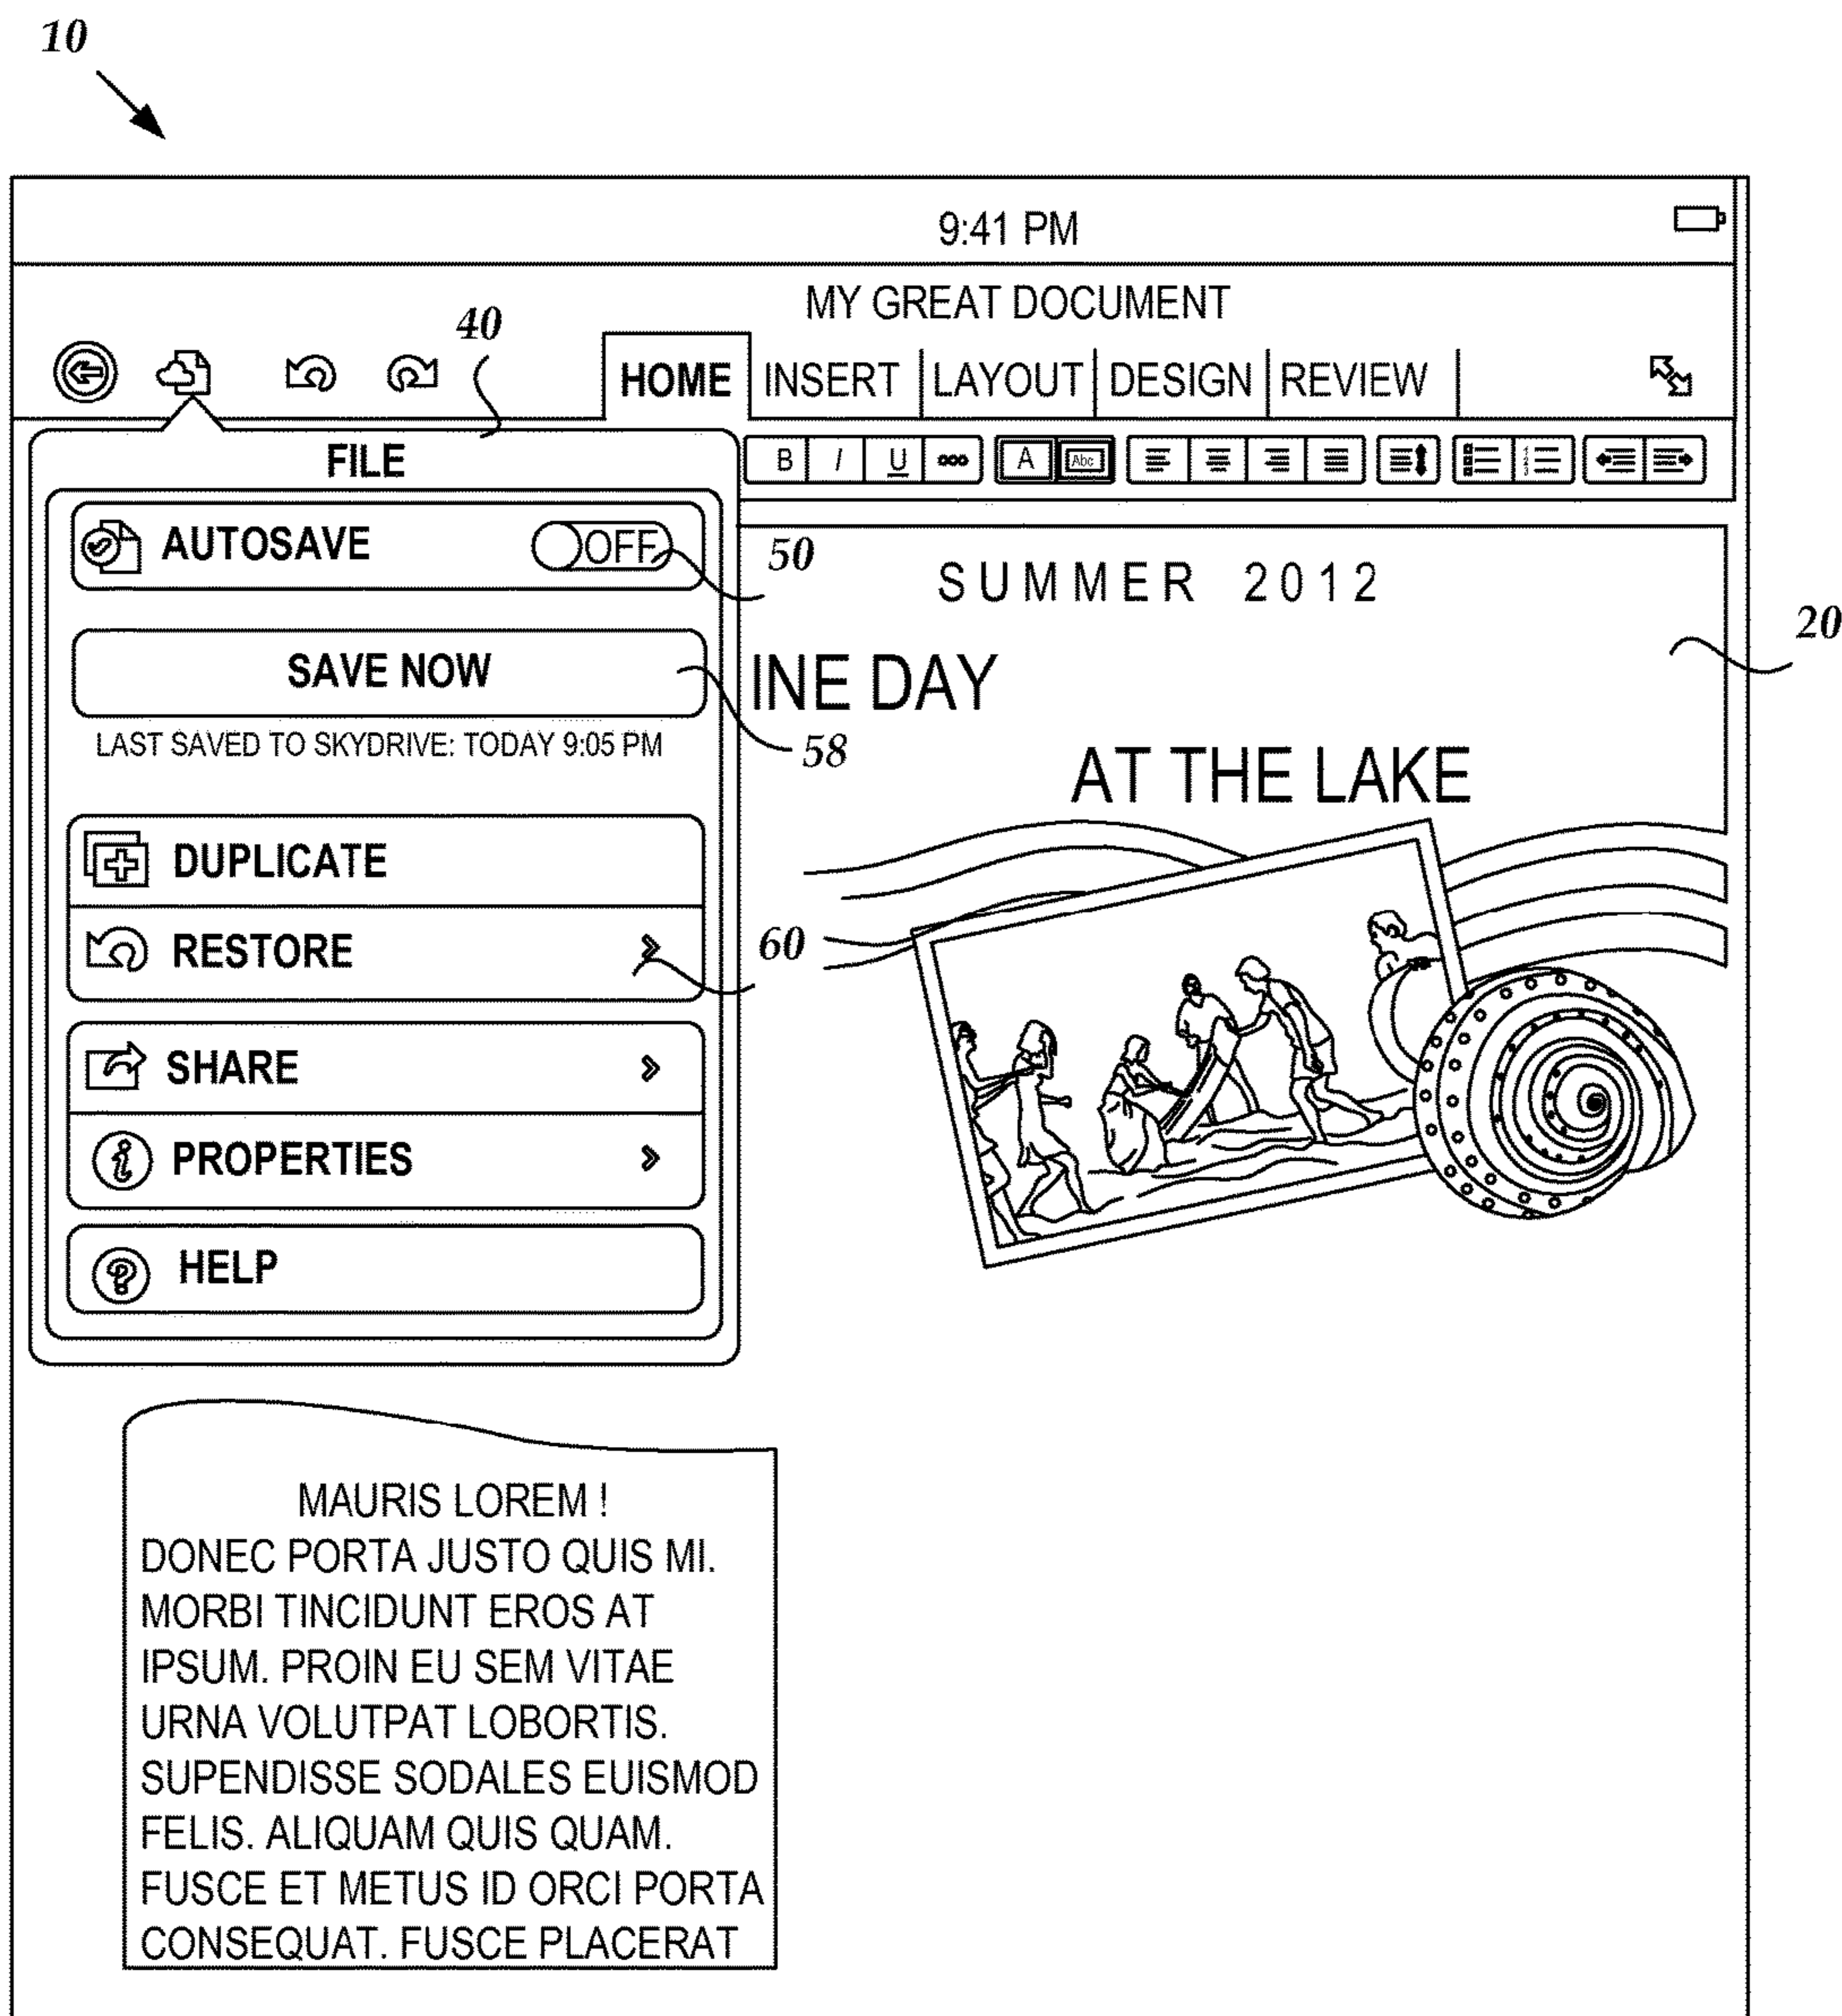 10
9:41 PM
MY GREAT DOCUMENT
40
HOME INSERT LAYOUT DESIGN REVIEW
FILE
B I U A Abc
1 2 3
AUTOSAVE OFF
50
SUMMER 2012
20
SAVE NOW
INE DAY
LAST SAVED TO SKYDRIVE: TODAY 9:05 PM
58
AT THE LAKE
DUPLICATE
RESTORE
60
SHARE
i PROPERTIES
? HELP
MAURIS LOREM !
DONEC PORTA JUSTO QUIS MI.
MORBI TINCIDUNT EROS AT
IPSUM. PROIN EU SEM VITAE
URNA VOLUTPAT LOBORTIS.
SUPENDISSE SODALES EUISMOD
FELIS. ALIQUAM QUIS QUAM.
FUSCE ET METUS ID ORCI PORTA
CONSEQUAT. FUSCE PLACERAT